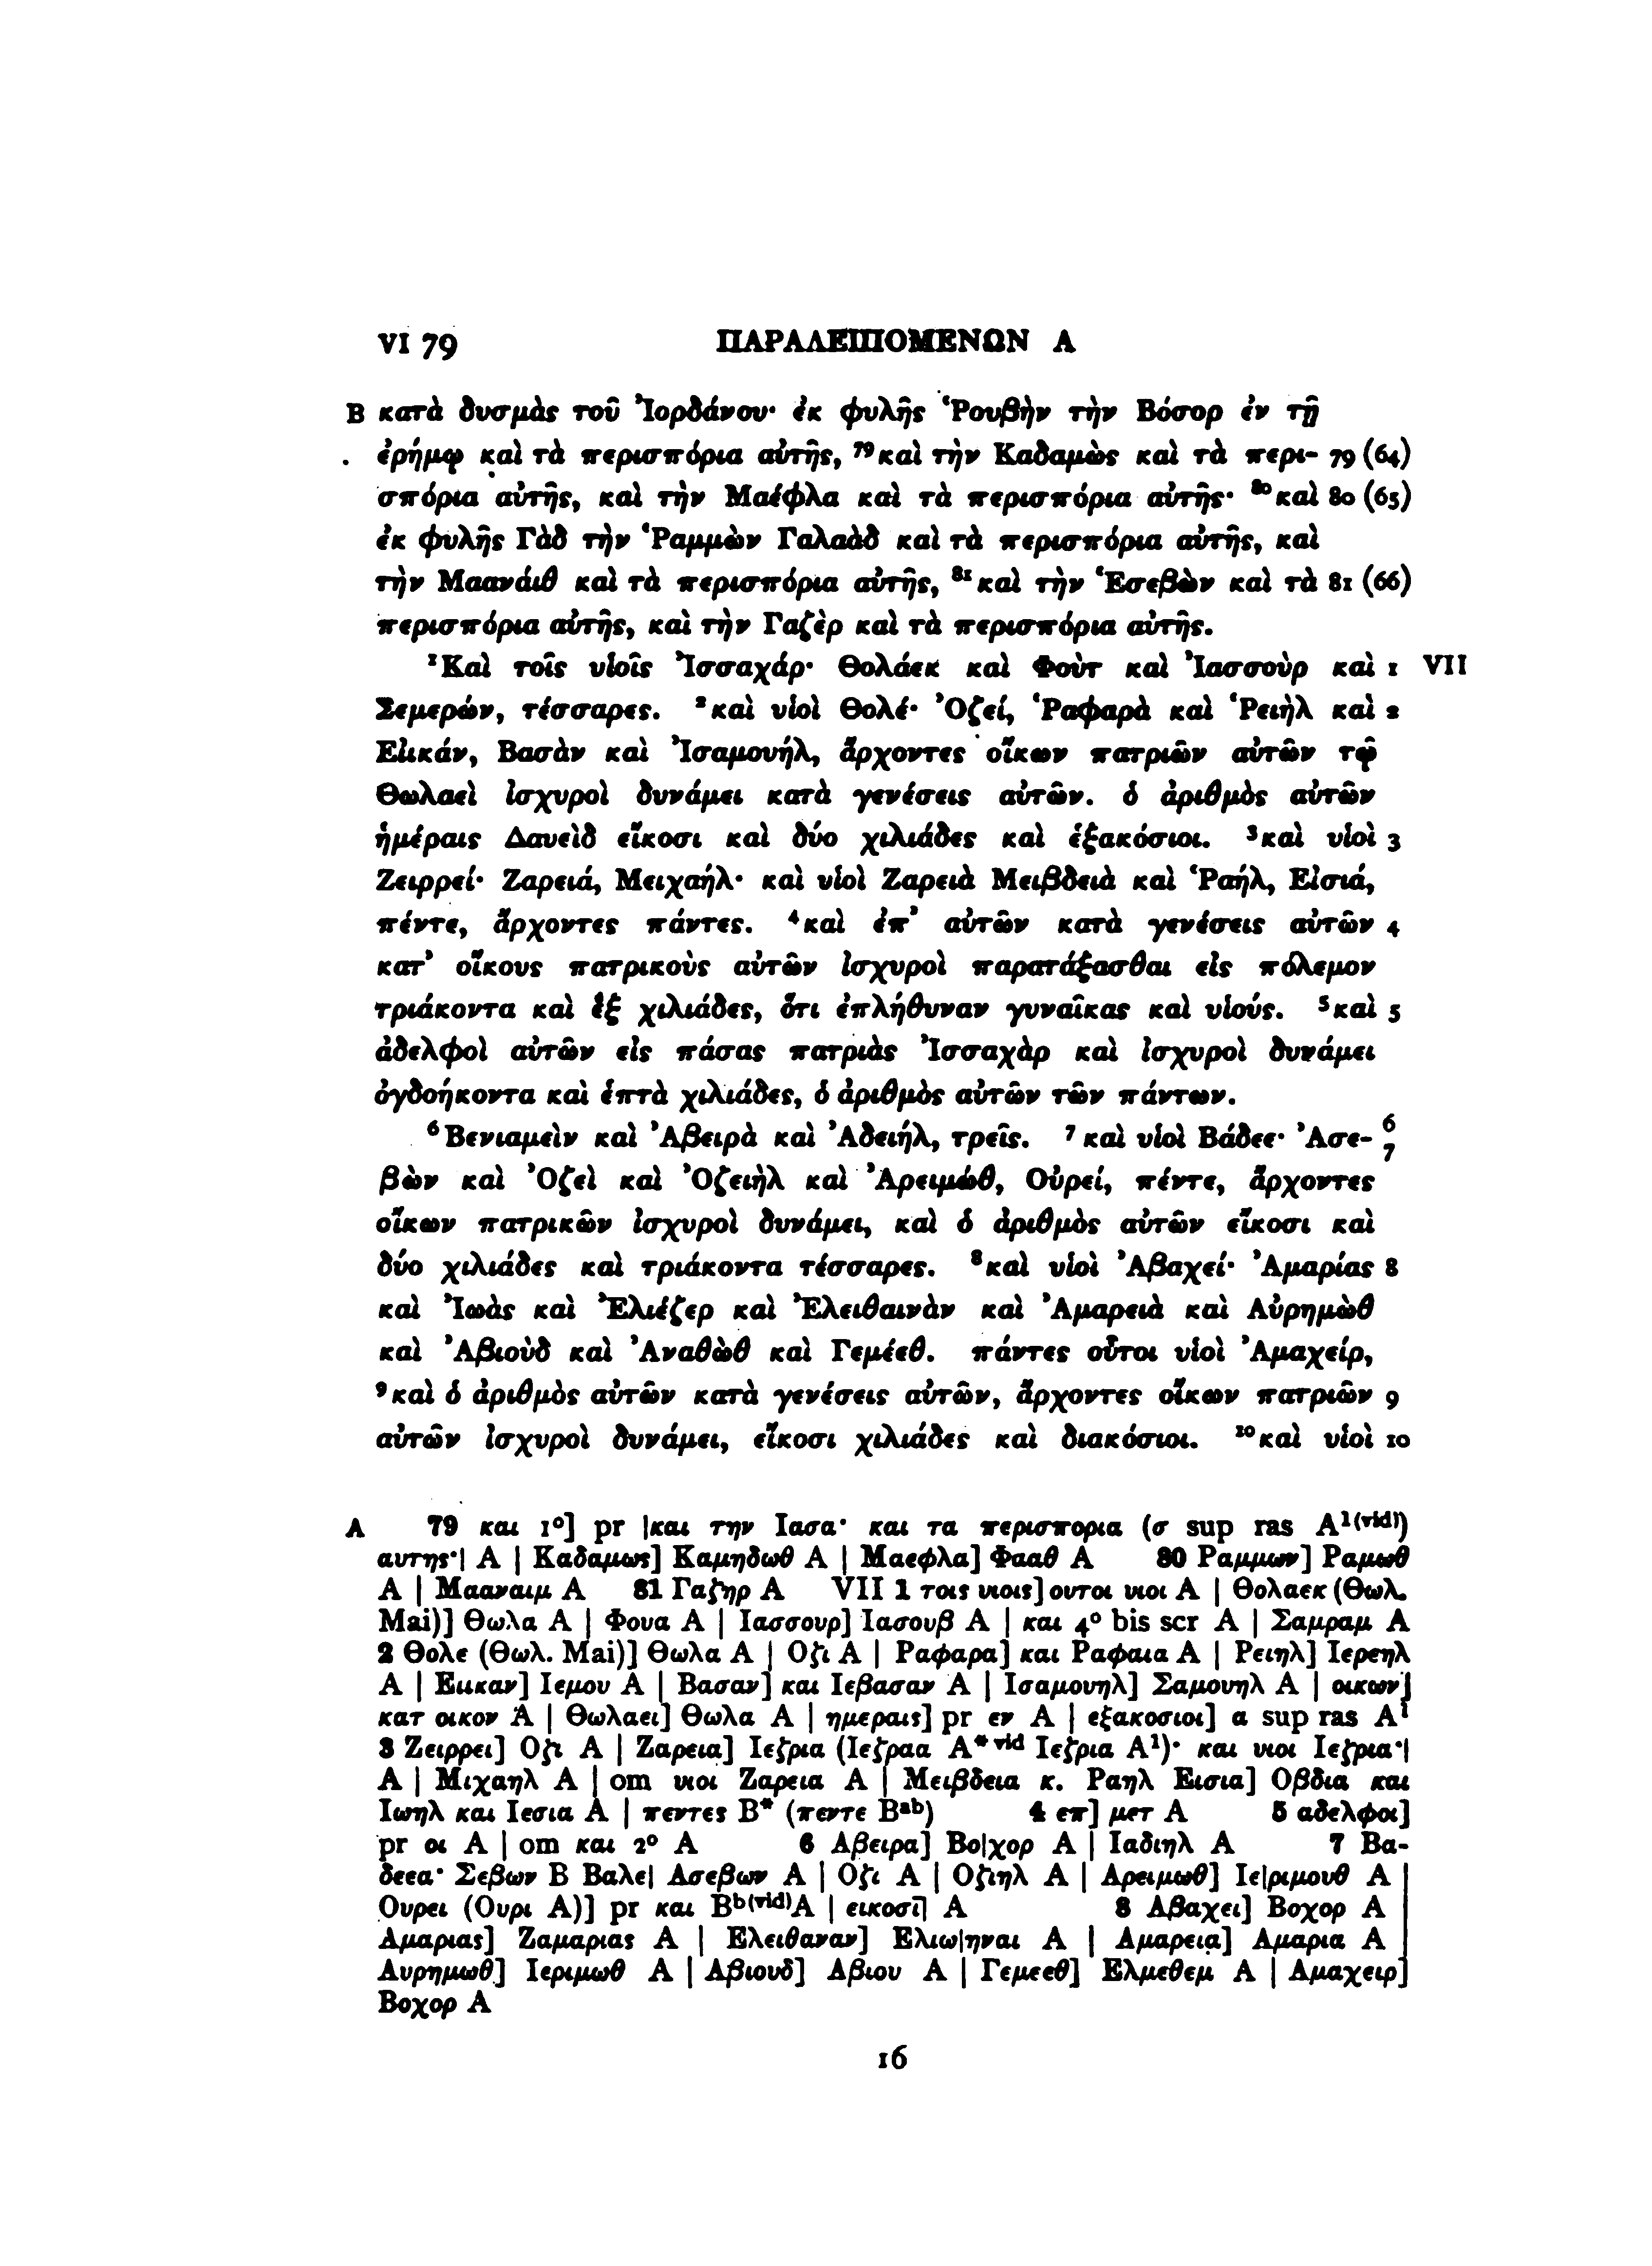 VI 79 ΠΑΡΑΛΕΙΠΟΜΕΝΩΝ Α
B κατὰ δυσμὰς τοῦ Ἰορδάνου· ἐκ φυλῆς Ῥουβὴν τὴν Βόσορ ἐν τῇ
ἐρήμῳ καὶ τὰ περισπόρια αὐτῆς, ⁷⁹καὶ τὴν Καδαμὼς καὶ τὰ περι- 79 (64)
σπόρια αὐτῆς, καὶ τὴν Μαέφλα καὶ τὰ περισπόρια αὐτῆς· ⁸⁰καὶ 80 (65)
ἐκ φυλῆς Γὰδ τὴν Ῥαμμὼν Γαλαὰδ καὶ τὰ περισπόρια αὐτῆς, καὶ
τὴν Μαανάιθ καὶ τὰ περισπόρια αὐτῆς, ⁸¹καὶ τὴν Ἑσεβὼν καὶ τὰ 81 (66)
περισπόρια αὐτῆς, καὶ τὴν Γαζὲρ καὶ τὰ περισπόρια αὐτῆς.
¹Καὶ τοῖς υἱοῖς Ἰσσαχάρ· Θολάεκ καὶ Φοὺτ καὶ Ἰασσοὺρ καὶ 1 VII
Σεμερών, τέσσαρες. ²καὶ υἱοὶ Θολέ· Ὀζεί, Ῥαφαρὰ καὶ Ῥειὴλ καὶ 2
Εἱικάν, Βασὰν καὶ Ἰσαμουήλ, ἄρχοντες οἴκων πατριῶν αὐτῶν τῷ
Θωλαεὶ ἰσχυροὶ δυνάμει κατὰ γενέσεις αὐτῶν. ὁ ἀριθμὸς αὐτῶν
ἡμέραις Δαυεὶδ εἴκοσι καὶ δύο χιλιάδες καὶ ἑξακόσιοι. ³καὶ υἱοὶ 3
Ζειρρεί· Ζαρειά, Μειχαήλ· καὶ υἱοὶ Ζαρειὰ Μειβδειὰ καὶ Ῥαήλ, Εἰσιά,
πέντε, ἄρχοντες πάντες. ⁴καὶ ἐπ’ αὐτῶν κατὰ γενέσεις αὐτῶν 4
κατ’ οἴκους πατρικοὺς αὐτῶν ἰσχυροὶ παρατάξασθαι εἰς πόλεμον
τριάκοντα καὶ ἓξ χιλιάδες, ὅτι ἐπλήθυναν γυναῖκας καὶ υἱούς. ⁵καὶ 5
ἀδελφοὶ αὐτῶν εἰς πάσας πατριὰς Ἰσσαχὰρ καὶ ἰσχυροὶ δυνάμει
ὀγδοήκοντα καὶ ἑπτὰ χιλιάδες, ὁ ἀριθμὸς αὐτῶν τῶν πάντων.
⁶Βενιαμεὶν καὶ Ἀβειρὰ καὶ Ἀδειήλ, τρεῖς. ⁷καὶ υἱοὶ Βάδεε· Ἀσε- 6 7
βὼν καὶ Ὀζεὶ καὶ Ὀζειὴλ καὶ Ἀρειμώθ, Οὐρεί, πέντε, ἄρχοντες
οἴκων πατρικῶν ἰσχυροὶ δυνάμει, καὶ ὁ ἀριθμὸς αὐτῶν εἴκοσι καὶ
δύο χιλιάδες καὶ τριάκοντα τέσσαρες. ⁸καὶ υἱοὶ Ἀβαχεί· Ἀμαρίας 8
καὶ Ἰωὰς καὶ Ἐλιέζερ καὶ Ἐλειθαινὰν καὶ Ἀμαρειὰ καὶ Αὐρημὼθ
καὶ Ἀβιοὺδ καὶ Ἀναθὼθ καὶ Γεμέεθ. πάντες οὗτοι υἱοὶ Ἀμαχείρ,
⁹καὶ ὁ ἀριθμὸς αὐτῶν κατὰ γενέσεις αὐτῶν, ἄρχοντες οἴκων πατριῶν 9
αὐτῶν ἰσχυροὶ δυνάμει, εἴκοσι χιλιάδες καὶ διακόσιοι. ¹⁰καὶ υἱοὶ 10
A 79 και 1°] pr |και την Ιασα· και τα περισπορια (σ sup ras A¹⁽ᵛⁱᵈ⁾)
αυτης·| A | Καδαμως] Καμηδωθ A | Μαεφλα] Φααθ A 80 Ραμμων] Ραμωθ
A | Μααναιμ A 81 Γαζηρ A VII 1 τοις υιοις] ουτοι υιοι A | Θολαεκ (Θωλ.
Mai)] Θωλα A | Φουα A | Ιασσουρ] Ιασουβ A | και 4° bis scr A | Σαμραμ A
2 Θολε (Θωλ. Mai)] Θωλα A | Οζι A | Ραφαρα] και Ραφαια A | Ρειηλ] Ιερεηλ
A | Ειικαν] Ιεμου A | Βασαν] και Ιεβασαν A | Ισαμουηλ] Σαμουηλ A | οικων]
κατ οικον A | Θωλαει] Θωλα A | ημεραις] pr εν A | εξακοσιοι] α sup ras A¹
3 Ζειρρει] Οζι A | Ζαρεια] Ιεζρια (Ιεζραα A*ᵛⁱᵈ Ιεζρια A¹)· και υιοι Ιεζρια·|
A | Μιχαηλ A | om υιοι Ζαρεια A | Μειβδεια κ. Ραηλ Εισια] Οβδια και
Ιωηλ και Ιεσια A | πεντες B* (πεντε Bᵃᵇ) 4 επ] μετ A 5 αδελφοι]
pr οι A | om και 2° A 6 Αβειρα] Βο|χορ A | Ιαδιηλ A 7 Βα-
δεεα· Σεβων B Βαλε| Ασεβων A | Οζι A | Οζιηλ A | Αρειμωθ] Ιε|ριμουθ A |
Ουρει (Ουρι A)] pr και Bᵇ⁽ᵛⁱᵈ⁾A | εικοσι] A 8 Αβαχει] Βοχορ A |
Αμαριας] Ζαμαριας A | Ελειθαναν] Ελιω|ηναι A | Αμαρεια] Αμαρια A |
Αυρημωθ] Ιεριμωθ A | Αβιουδ] Αβιου A | Γεμεεθ] Ελμεθεμ A | Αμαχειρ]
Βοχορ A
16